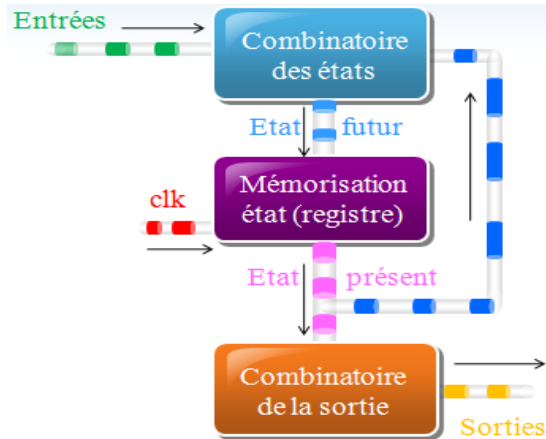 Entrées
Combinatoire
des états
Etat futur
Mémorisation
état (registre)
clk
Etat présent
Combinatoire
de la sortie
Sorties